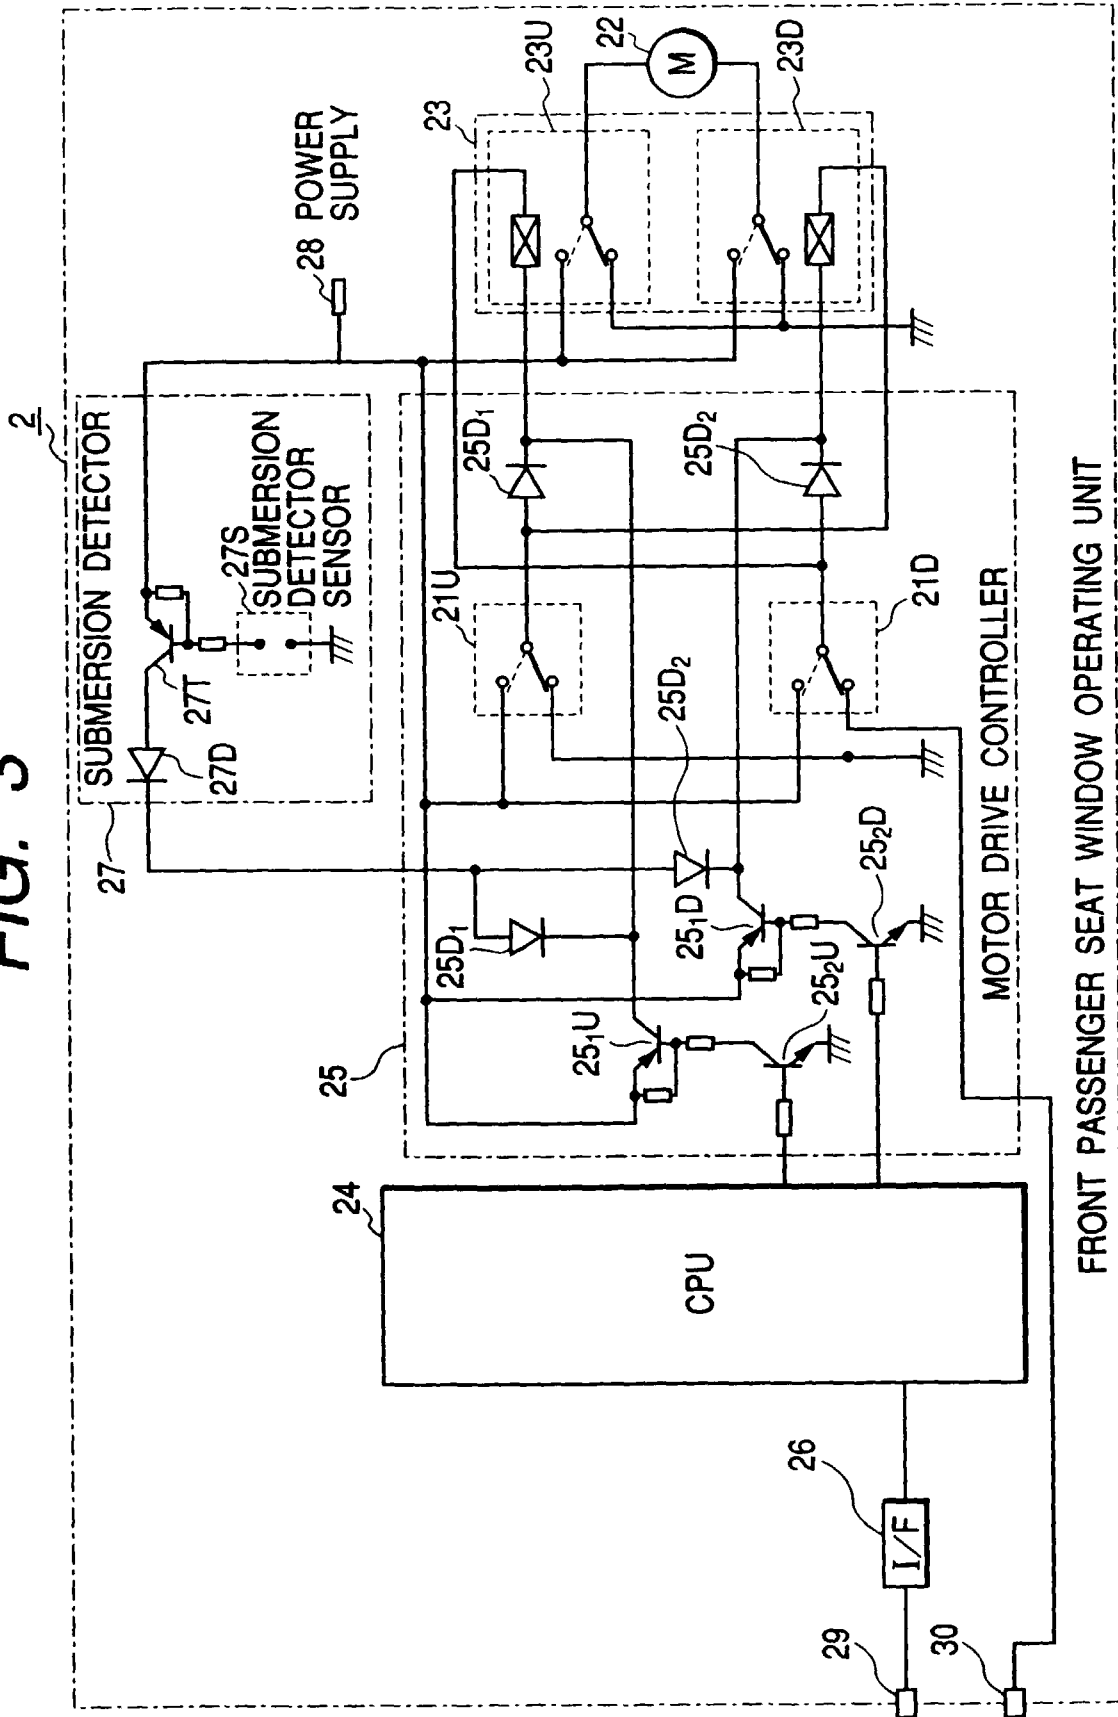 FIG. 3
2
SUBMERSION DETECTOR
27
27D
27T
27S
SUBMERSION
DETECTOR
SENSOR
28 POWER
SUPPLY
23
23U
22
M
23D
25
21U
25D1
25D2
21D
25D1
25D2
251U
251D
252U
252D
MOTOR DRIVE CONTROLLER
24
CPU
26
I/F
29
30
FRONT PASSENGER SEAT WINDOW OPERATING UNIT